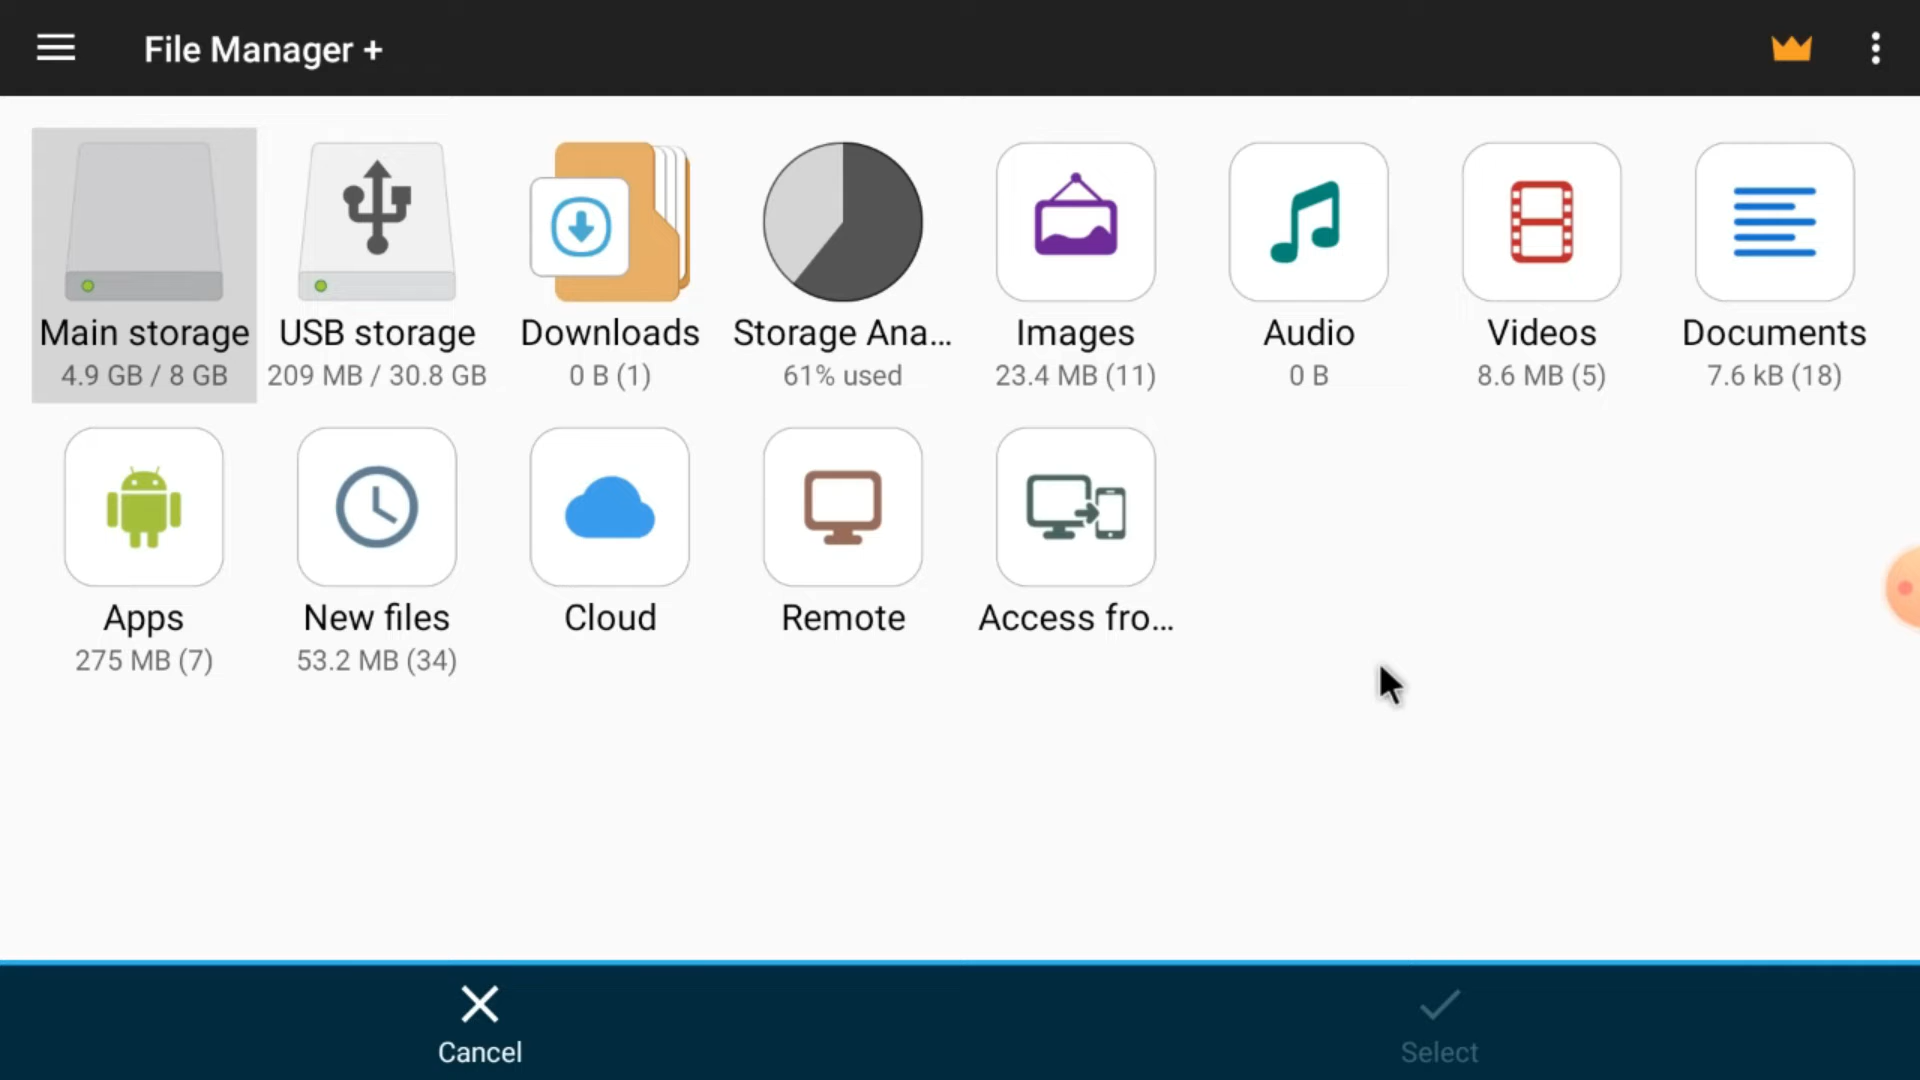 File Manager +
Main storage
4.9 GB / 8 GB
USB storage
209 MB / 30.8 GB
Downloads
0 B (1)
Storage Ana...
61% used
Images
23.4 MB (11)
Audio
0 B
Videos
8.6 MB (5)
Documents
7.6 kB (18)
Apps
275 MB (7)
New files
53.2 MB (34)
Cloud
Remote
Access fro...
Cancel
Select